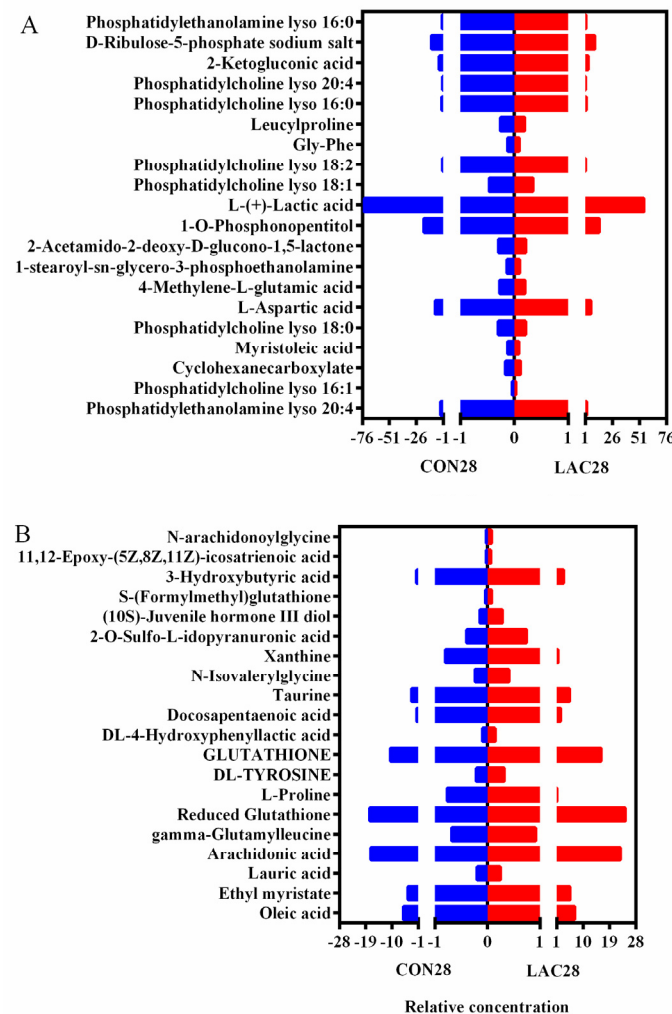 A
Phosphatidylethanolamine lyso 16:0
D-Ribulose-5-phosphate sodium salt
2-Ketogluconic acid
Phosphatidylcholine lyso 20:4
Phosphatidylcholine lyso 16:0
Leucylproline
Gly-Phe
Phosphatidylcholine lyso 18:2
Phosphatidylcholine lyso 18:1
L-(+)-Lactic acid
1-O-Phosphonopentitol
2-Acetamido-2-deoxy-D-glucono-1,5-lactone
1-stearoyl-sn-glycero-3-phosphoethanolamine
4-Methylene-L-glutamic acid
L-Aspartic acid
Phosphatidylcholine lyso 18:0
Myristoleic acid
Cyclohexanecarboxylate
Phosphatidylcholine lyso 16:1
Phosphatidylethanolamine lyso 20:4
-76 -51 -26 -1 -1 0 1 1 26 51 76
CON28 LAC28
B
N-arachidonoylglycine
11,12-Epoxy-(5Z,8Z,11Z)-icosatrienoic acid
3-Hydroxybutyric acid
S-(Formylmethyl)glutathione
(10S)-Juvenile hormone III diol
2-O-Sulfo-L-idopyranuronic acid
Xanthine
N-Isovalerylglycine
Taurine
Docosapentaenoic acid
DL-4-Hydroxyphenyllactic acid
GLUTATHIONE
DL-TYROSINE
L-Proline
Reduced Glutathione
gamma-Glutamylleucine
Arachidonic acid
Lauric acid
Ethyl myristate
Oleic acid
-28 -19 -10 -1 -1 0 1 1 10 19 28
CON28 LAC28
Relative concentration